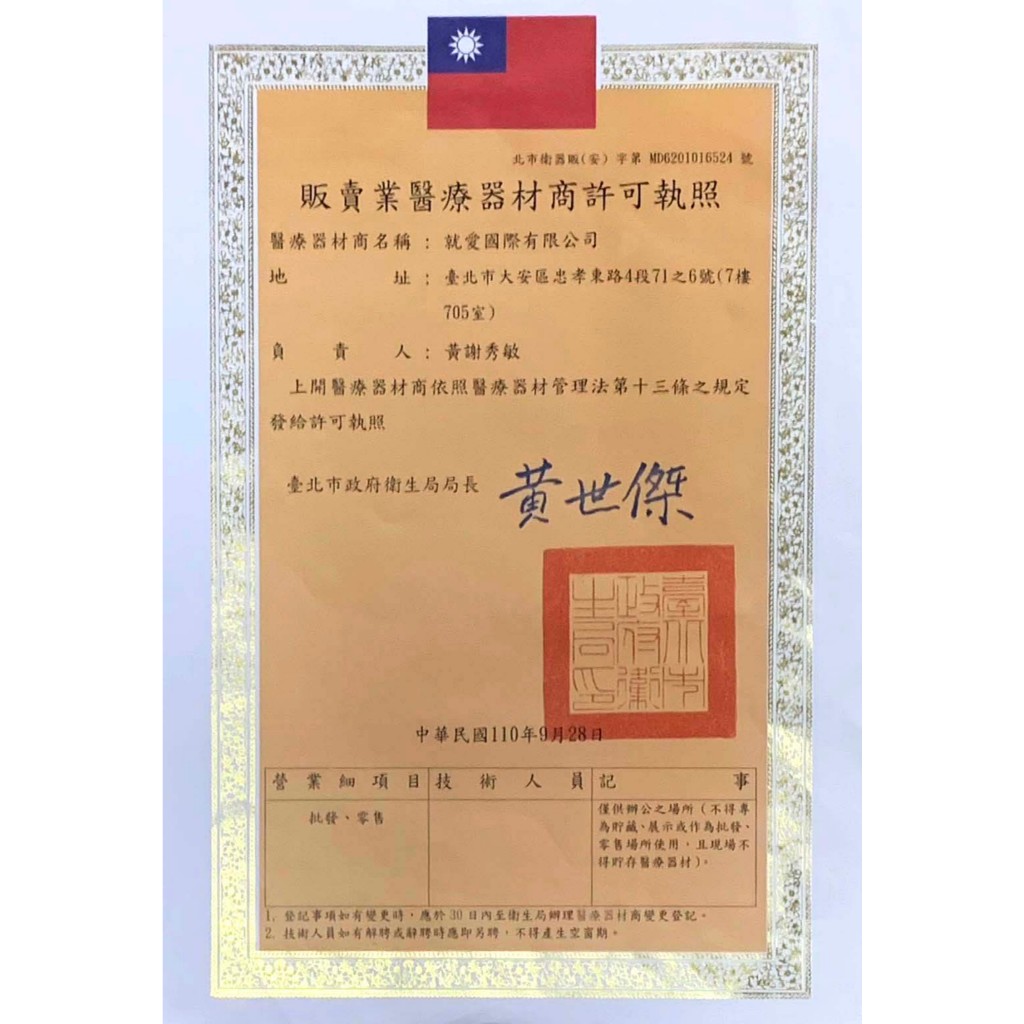 北市衛器販(安)字第 MD6201016524 號
販賣業醫療器材商許可執照
醫療器材商名稱：就愛國際有限公司
地址：臺北市大安區忠孝東路4段71之6號(7樓
705室)
負責人：黃謝秀敏
上開醫療器材商依照醫療器材管理法第十三條之規定
發給許可執照
臺北市政府衛生局局長 黃世傑
臺北市
政府衛
生局印
中華民國110年9月28日
營業細項目 技術人員 記事
批發、零售
僅供辦公之場所(不得專
為貯藏、展示或作為批發、
零售場所使用，且現場不
得貯存醫療器材)。
1. 登記事項如有變更時，應於30日內至衛生局辦理醫療器材商變更登記。
2. 技術人員如有解聘或辭聘時應即另聘，不得產生空窗期。